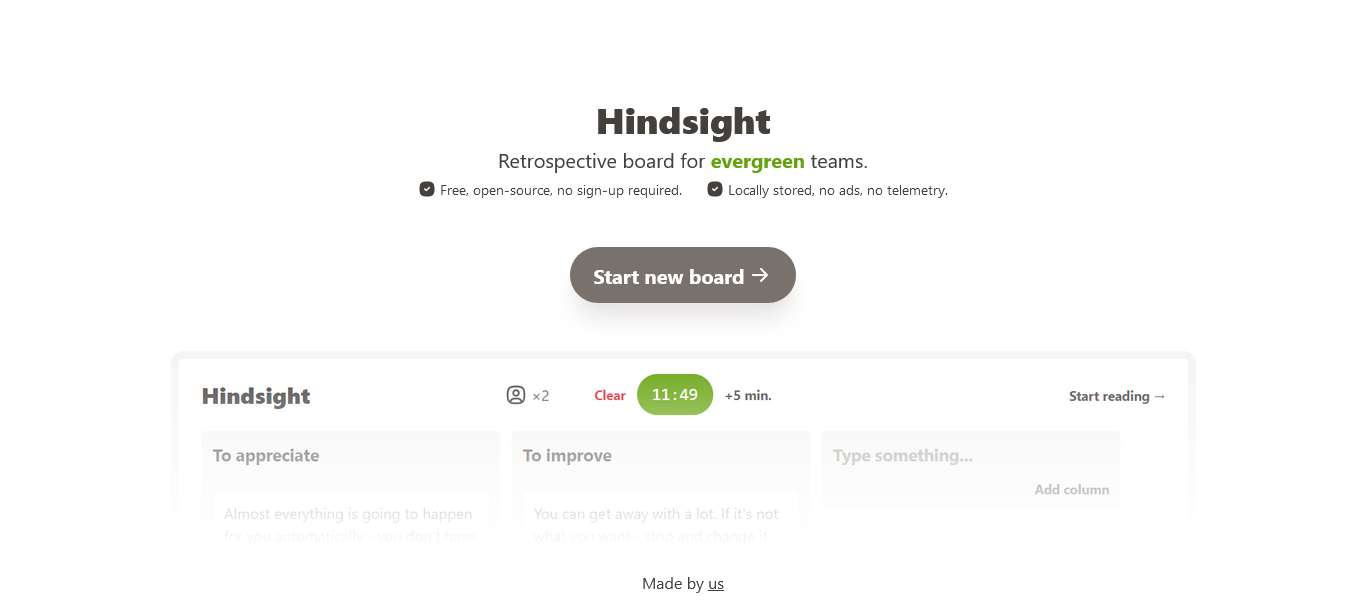 Hindsight
Retrospective board for evergreen teams.
Free, open-source, no sign-up required. Locally stored, no ads, no telemetry.
Start new board →
Hindsight ×2 Clear 11:49 +5 min. Start reading →
To appreciate To improve Type something...
Add column
Almost everything is going to happen You can get away with a lot. If it's not
for you automatically - you don't have what you want - stop and change it
Made by us